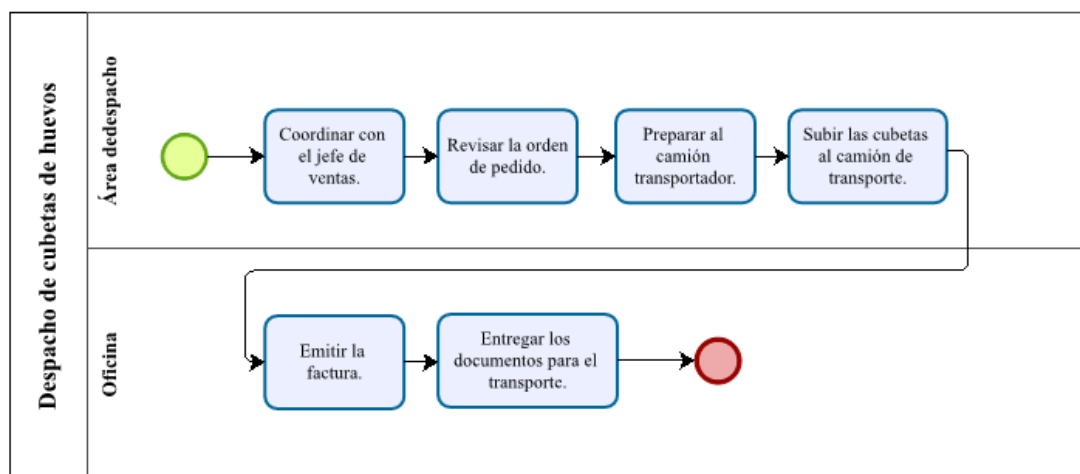 Despacho de cubetas de huevos
Área dedespacho
Coordinar con
el jefe de
ventas.
Revisar la orden
de pedido.
Preparar al
camión
transportador.
Subir las cubetas
al camión de
transporte.
Oficina
Emitir la
factura.
Entregar los
documentos para el
transporte.